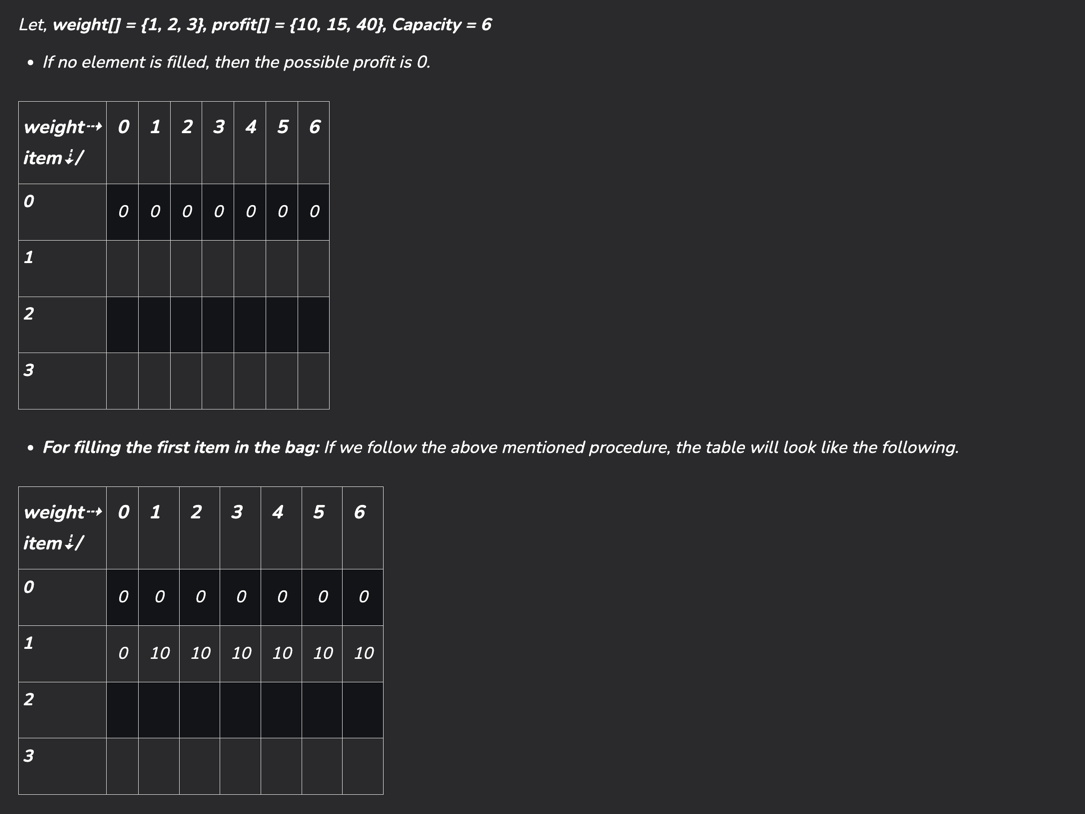 Let, weight[] = {1, 2, 3}, profit[] = {10, 15, 40}, Capacity = 6
• If no element is filled, then the possible profit is 0.
weight⇢ 0 1 2 3 4 5 6
item⇣/
0 0 0 0 0 0 0 0
1
2
3
• For filling the first item in the bag: If we follow the above mentioned procedure, the table will look like the following.
weight⇢ 0 1 2 3 4 5 6
item⇣/
0 0 0 0 0 0 0 0
1 0 10 10 10 10 10 10
2
3